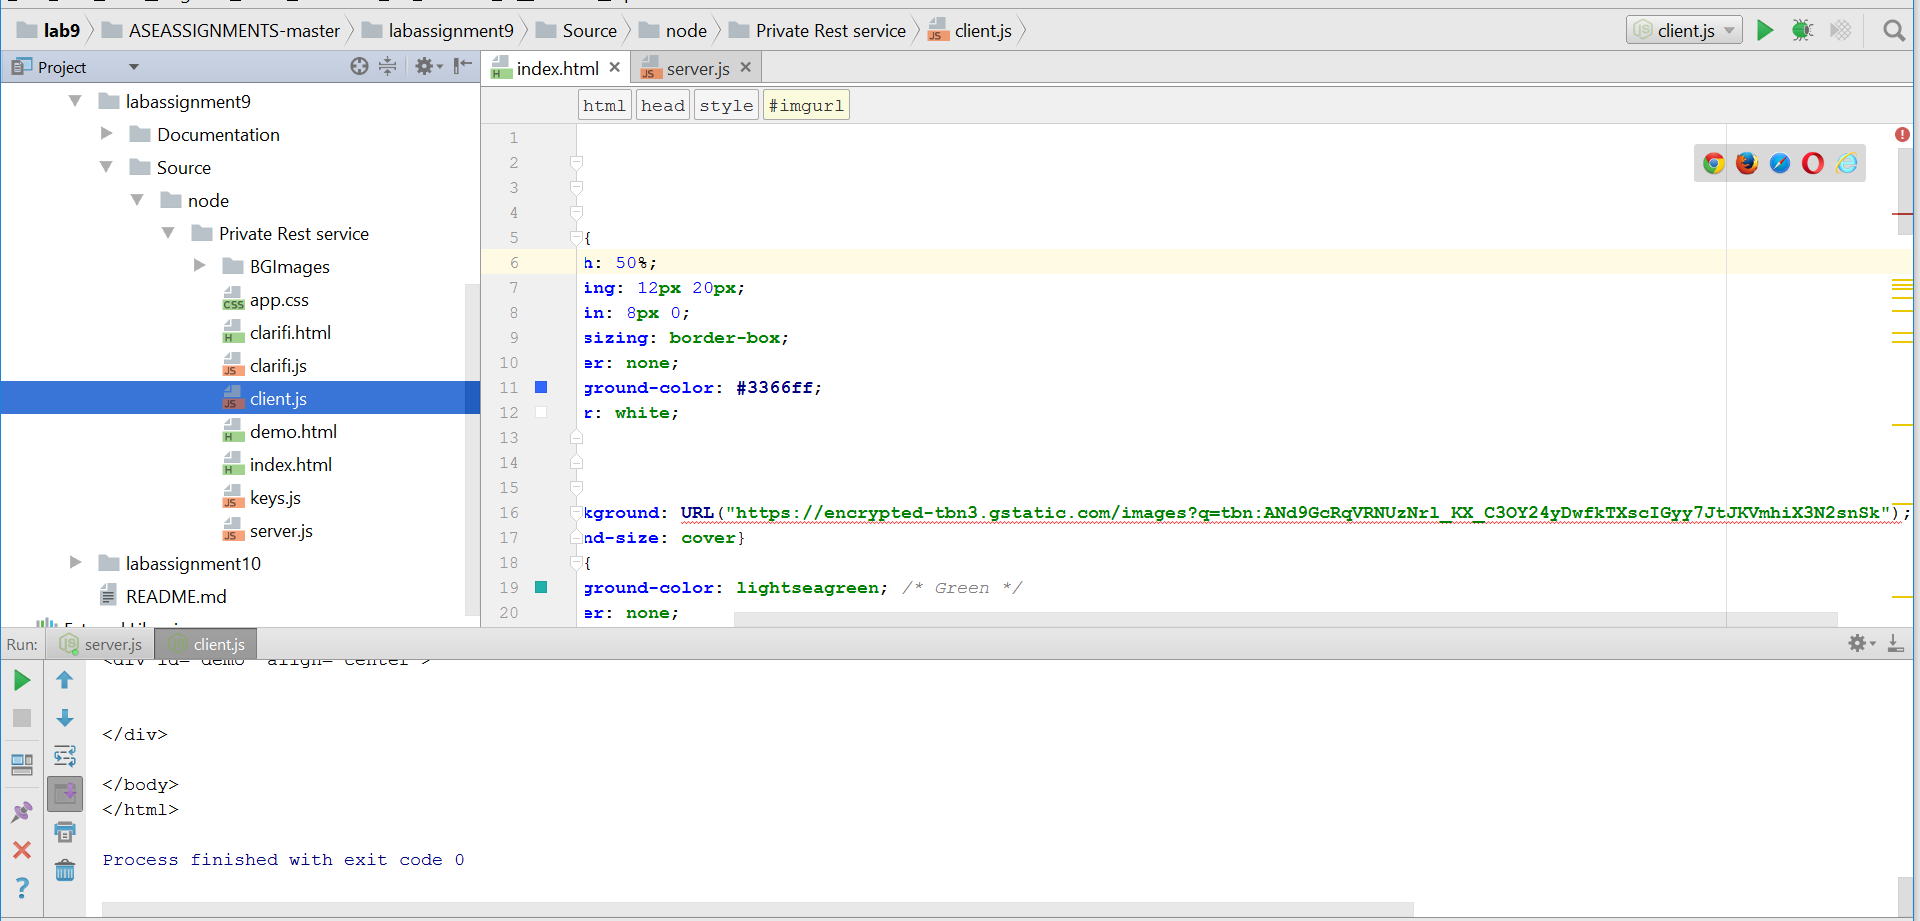 lab9 ASEASSIGNMENTS-master labassignment9 Source node Private Rest service client.js
client.js
Project
index.html
server.js
html head style #imgurl
labassignment9
Documentation
Source
node
Private Rest service
BGImages
app.css
clarifi.html
clarifi.js
client.js
demo.html
index.html
keys.js
server.js
labassignment10
README.md
1
2
3
4
5 {
6 h: 50%;
7 ing: 12px 20px;
8 in: 8px 0;
9 sizing: border-box;
10 er: none;
11 ground-color: #3366ff;
12 r: white;
13
14
15
16 kground: URL("https://encrypted-tbn3.gstatic.com/images?q=tbn:ANd9GcRqVRNUzNrl_KX_C3OY24yDwfkTXscIGyy7JtJKVmhiX3N2snSk");
17 nd-size: cover}
18 {
19 ground-color: lightseagreen; /* Green */
20 er: none;
Run: server.js client.js
</div>
</body>
</html>
Process finished with exit code 0